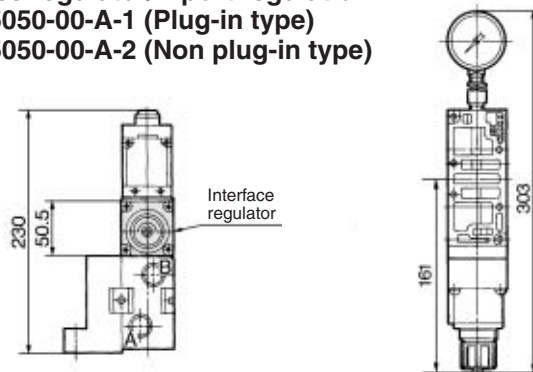 5050-00-A-1 (Plug-in type)
5050-00-A-2 (Non plug-in type)
Interface
regulator
230
50.5
B
A
161
303